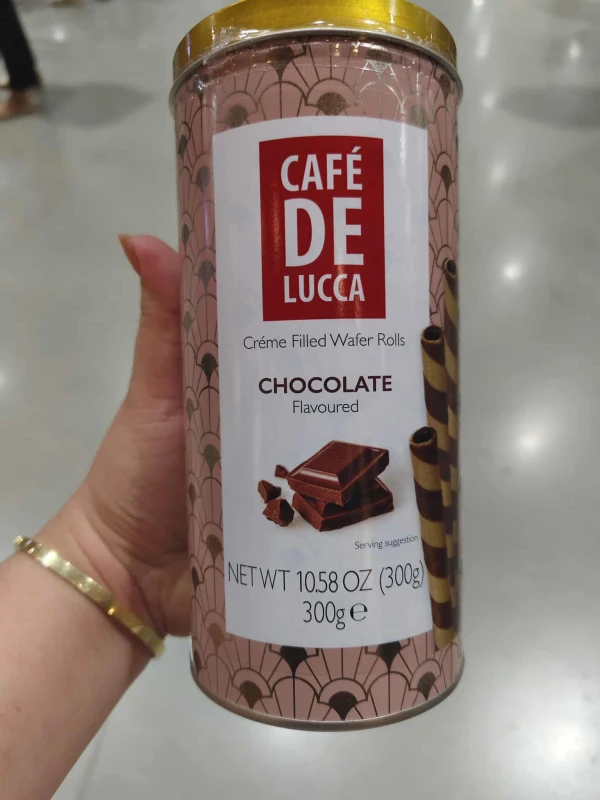 CAFÉ
DE
LUCCA
Créme Filled Wafer Rolls
CHOCOLATE
Flavoured
Serving suggestion
NET WT 10.58 OZ (300g)
300g ℮